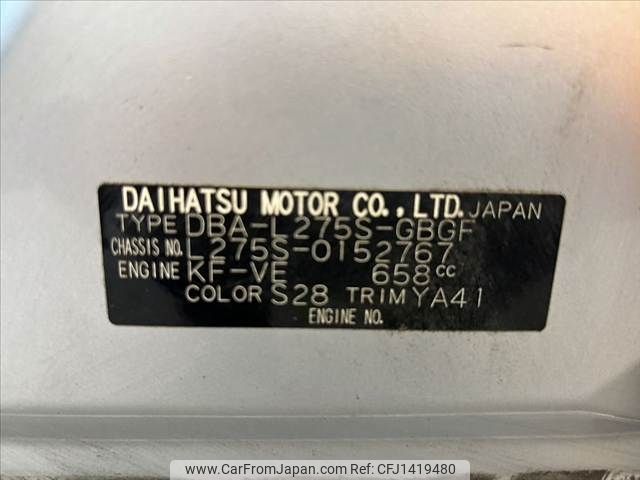 DAIHATSU MOTOR CO., LTD. JAPAN
TYPE DBA-L275S-GBGF
CHASSIS NO. L275S-0152767
ENGINE KF-VE 658cc
COLOR S28 TRIM YA41
ENGINE NO.
www.CarFromJapan.com CFJ1419480